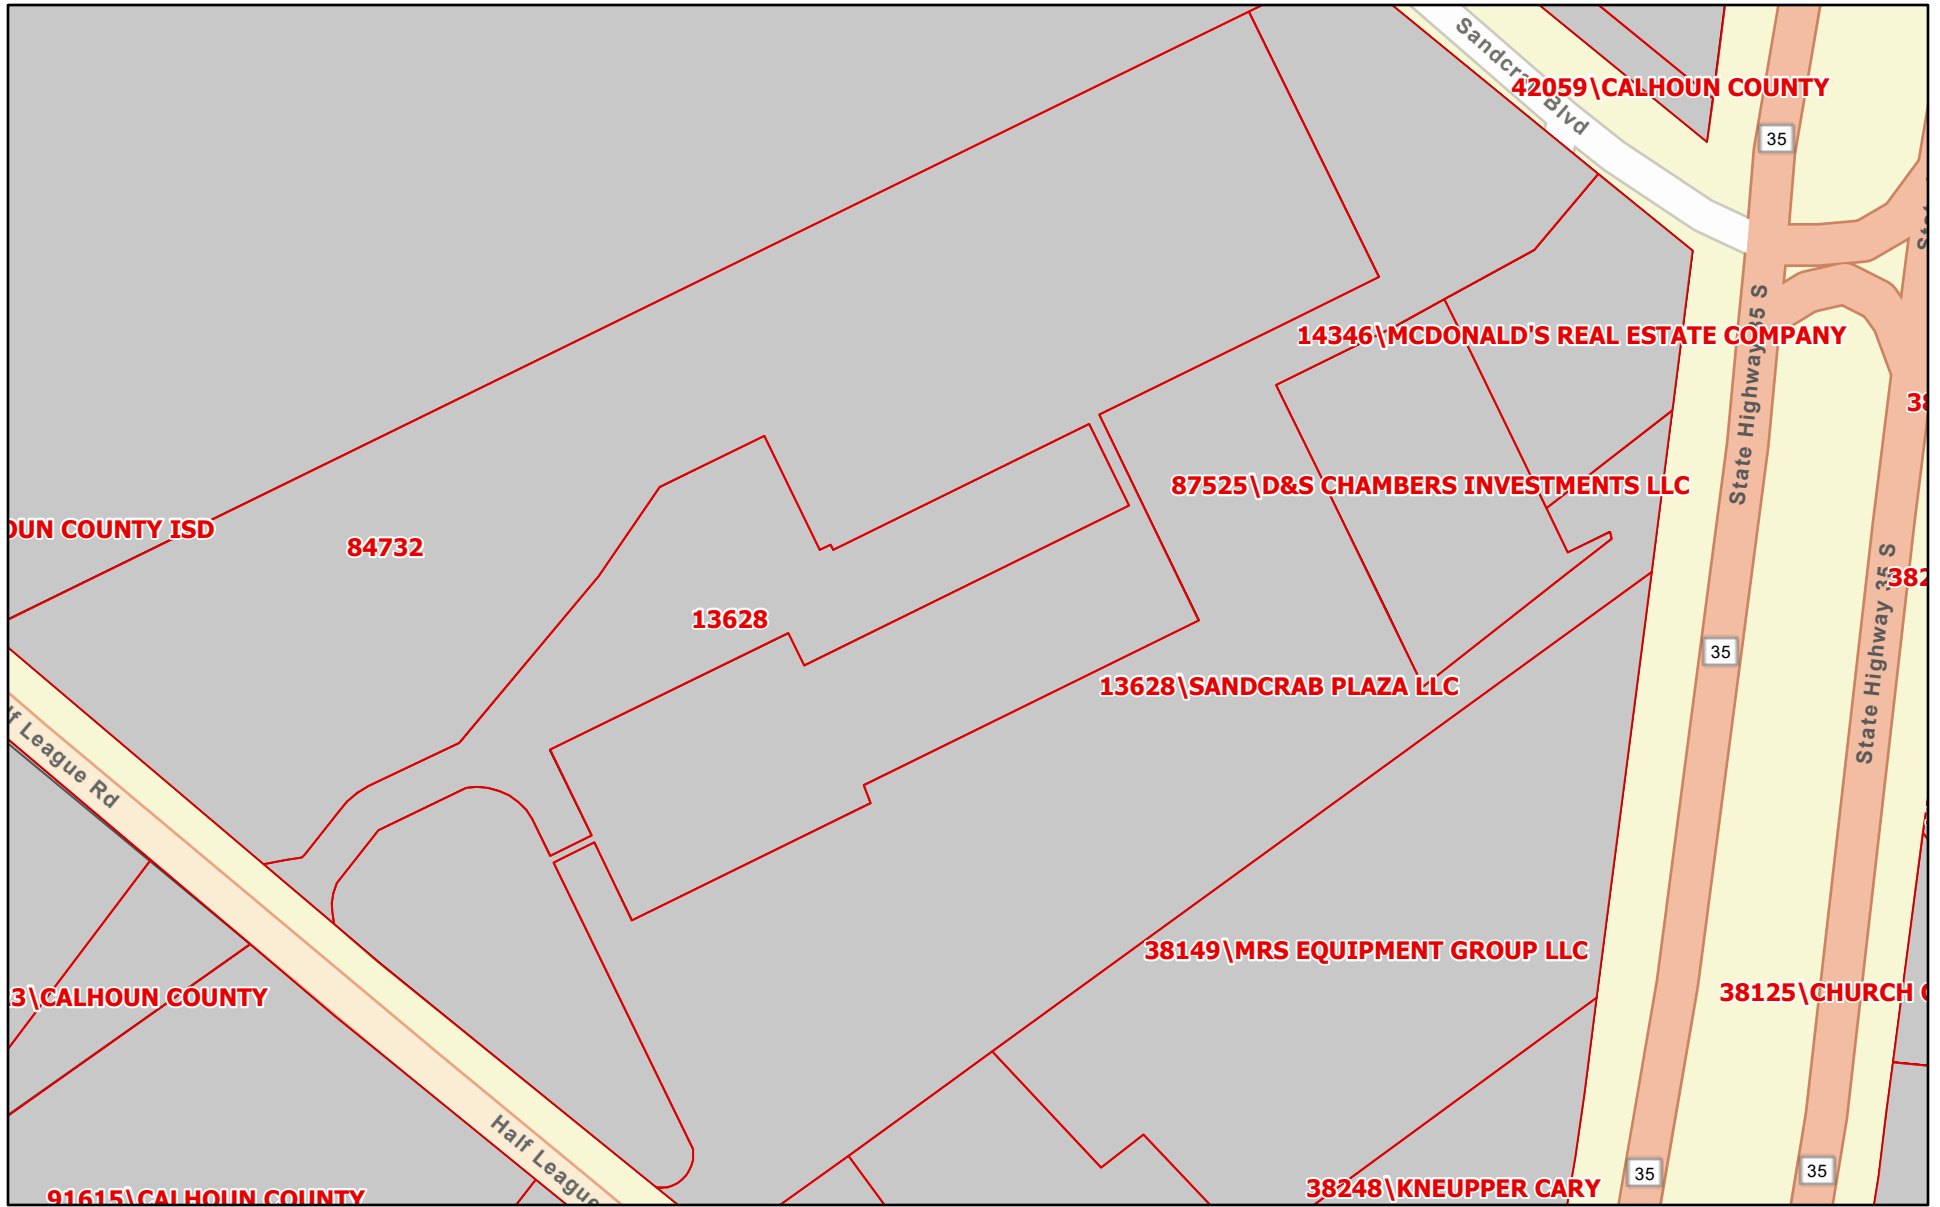 Sandcrab Blvd
42059\CALHOUN COUNTY
35
14346\MCDONALD'S REAL ESTATE COMPANY
State Highway 35 S
87525\D&S CHAMBERS INVESTMENTS LLC
OUN COUNTY ISD
84732
382
13628
35
State Highway 35 S
13628\SANDCRAB PLAZA LLC
lf League Rd
38149\MRS EQUIPMENT GROUP LLC
3\CALHOUN COUNTY
38125\CHURCH
Half League
35
35
38248\KNEUPPER CARY
91615\CALHOUN COUNTY